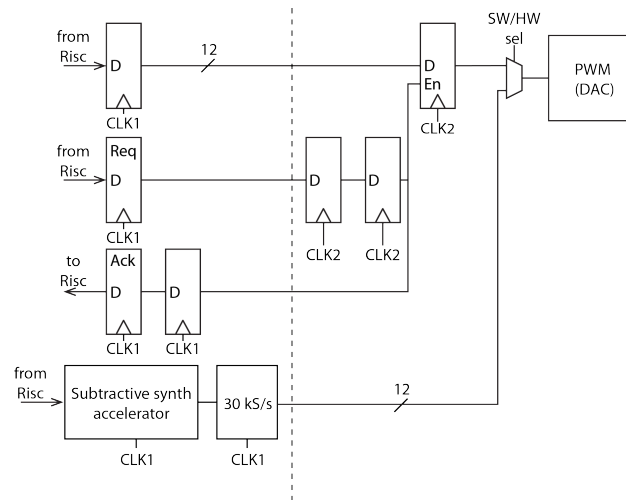 SW/HW
sel
from
Risc
D
12
D
En
PWM
(DAC)
CLK1
CLK2
from
Risc
Req
D
D
D
CLK1
CLK2
CLK2
to
Risc
Ack
D
D
CLK1
CLK1
from
Risc
Subtractive synth
accelerator
30 kS/s
12
CLK1
CLK1